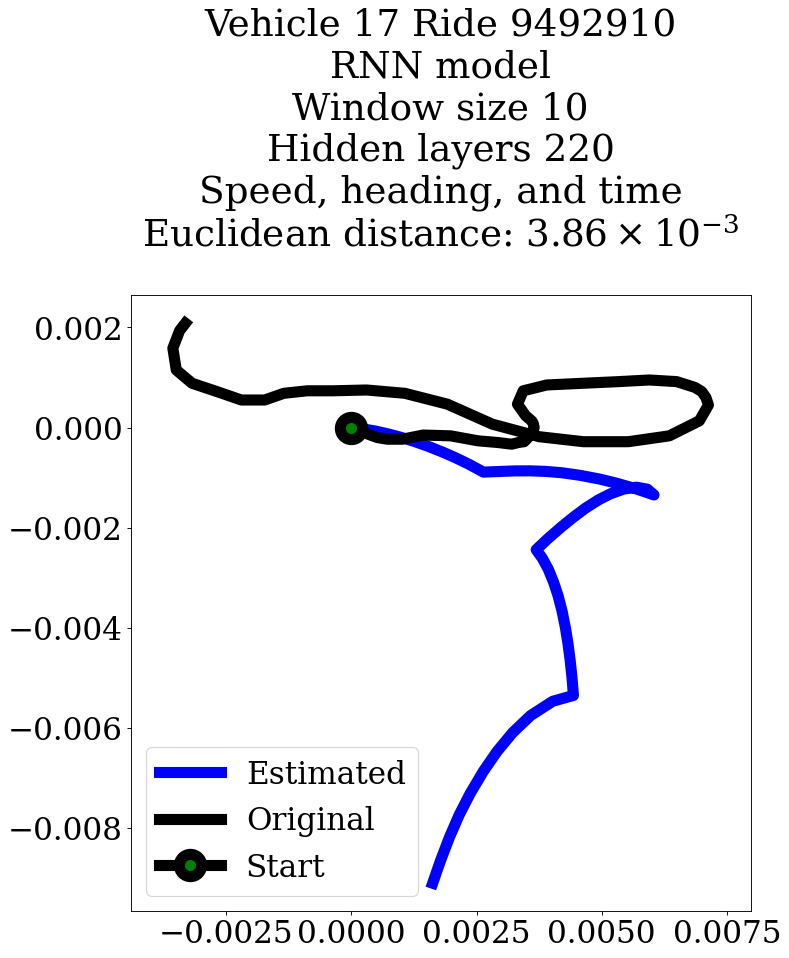 Vehicle 17 Ride 9492910
RNN model
Window size 10
Hidden layers 220
Speed, heading, and time
Euclidean distance: 3.86 × 10⁻³
0.002
0.000
−0.002
−0.004
−0.006
−0.008
Estimated
Original
Start
−0.0025 0.0000 0.0025 0.0050 0.0075